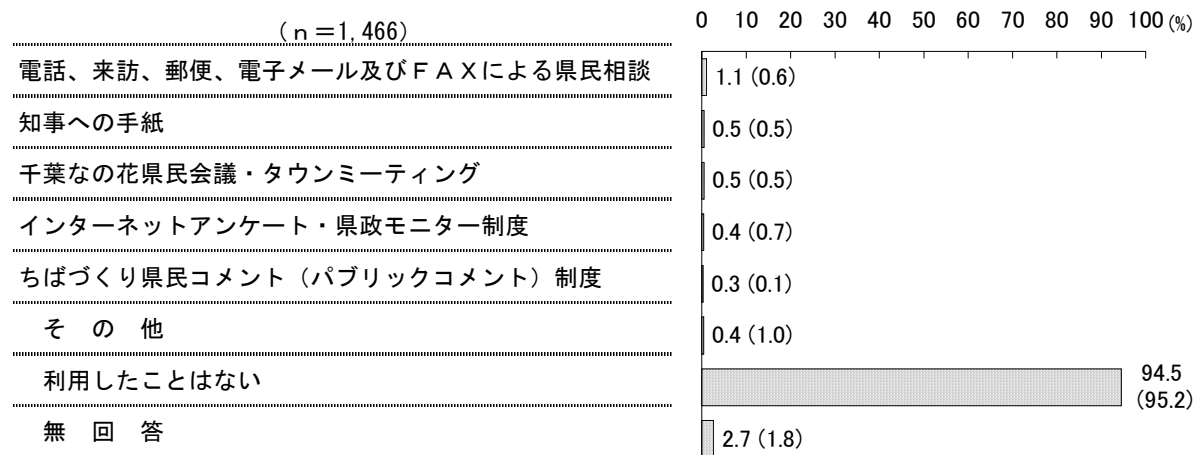 (ｎ＝1,466)
0 10 20 30 40 50 60 70 80 90 100(%)
電話、来訪、郵便、電子メール及びＦＡＸによる県民相談 1.1 (0.6)
知事への手紙 0.5 (0.5)
千葉なの花県民会議・タウンミーティング 0.5 (0.5)
インターネットアンケート・県政モニター制度 0.4 (0.7)
ちばづくり県民コメント（パブリックコメント）制度 0.3 (0.1)
そ　の　他 0.4 (1.0)
利用したことはない 94.5
(95.2)
無　回　答 2.7 (1.8)